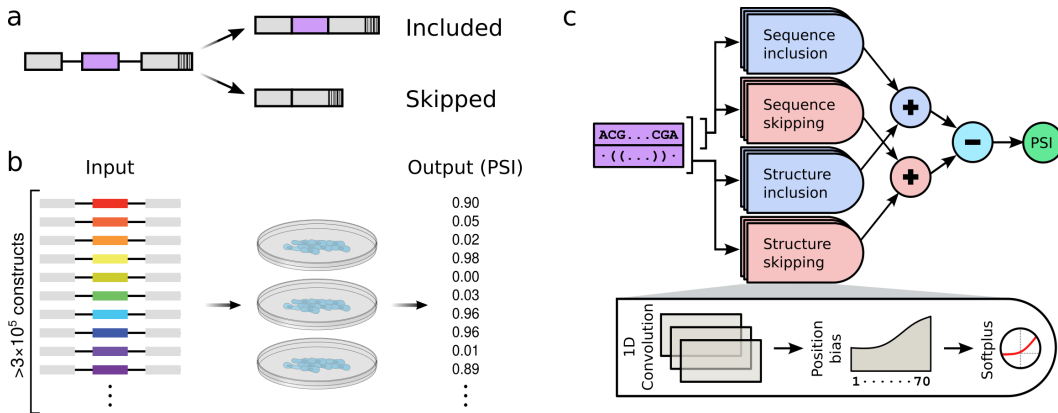 a
Included
Skipped
b
Input
Output (PSI)
>3×10⁵ constructs
0.90
0.05
0.02
0.98
0.00
0.03
0.96
0.96
0.01
0.89
c
ACG...CGA
·((...))·
Sequence
inclusion
Sequence
skipping
Structure
inclusion
Structure
skipping
+
+
−
PSI
1D
Convolution
Position
bias
1······70
Softplus